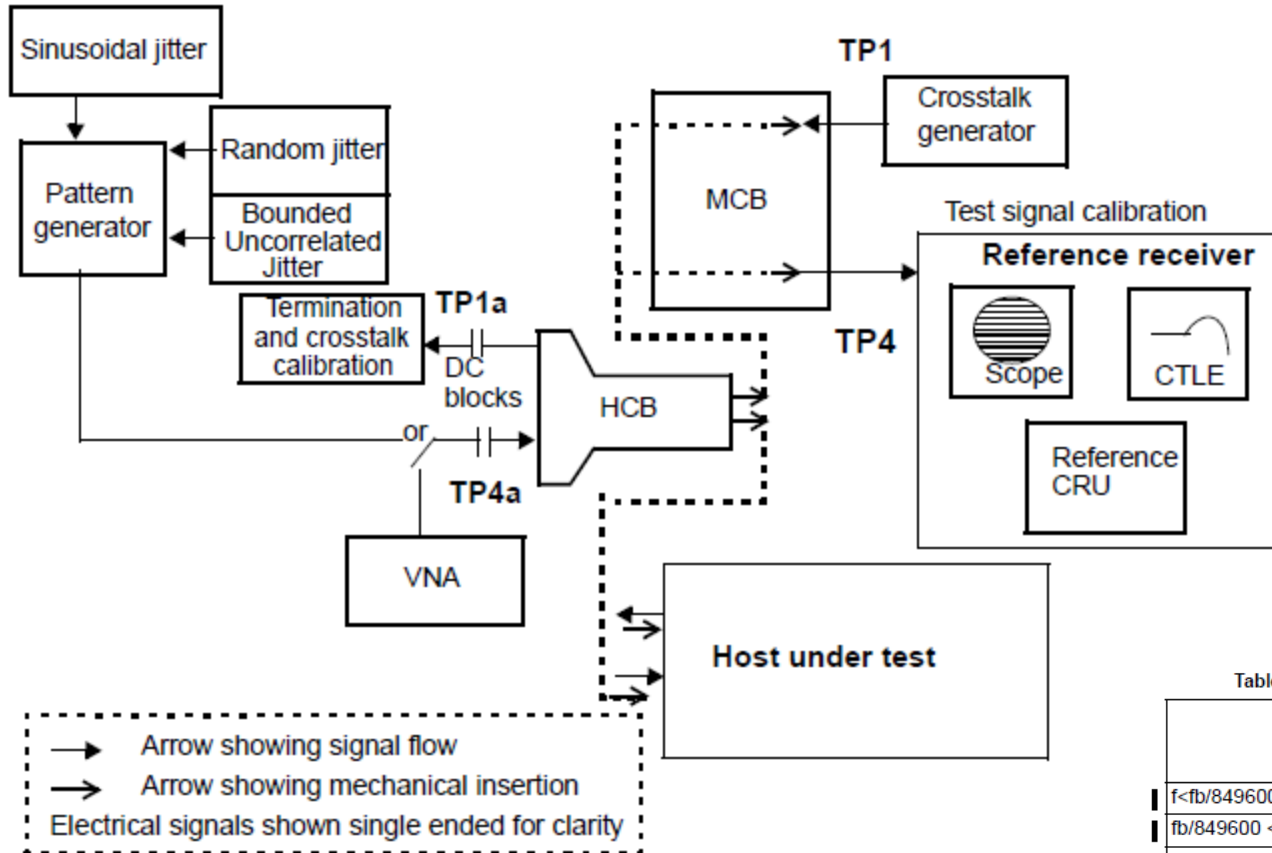 Sinusoidal jitter
Pattern
generator
Random jitter
Bounded
Uncorrelated
Jitter
Termination
and crosstalk
calibration
TP1a
DC
blocks
or
TP4a
VNA
HCB
MCB
TP1
Crosstalk
generator
TP4
Test signal calibration
Reference receiver
Scope
CTLE
Reference
CRU
Host under test
Arrow showing signal flow
Arrow showing mechanical insertion
Electrical signals shown single ended for clarity
f<fb/849600
fb/849600 <